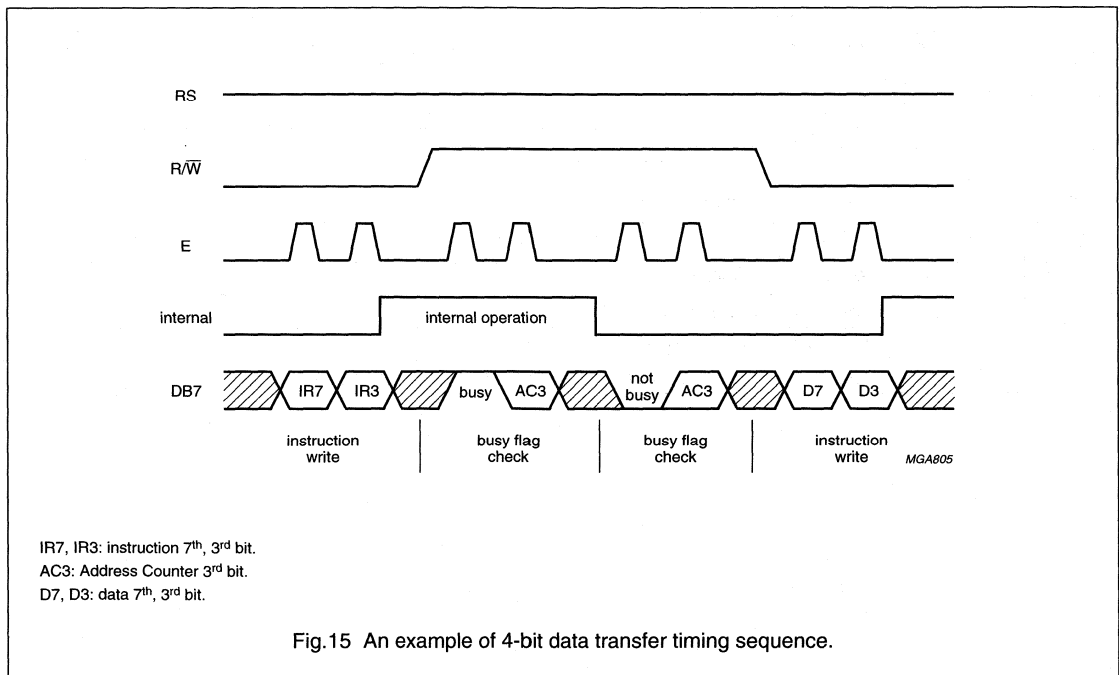 RS
R/W̅
E
internal
internal operation
DB7
IR7 IR3 busy AC3 not busy AC3 D7 D3
instruction write
busy flag check
busy flag check
instruction write
MGA805
IR7, IR3: instruction 7th, 3rd bit.
AC3: Address Counter 3rd bit.
D7, D3: data 7th, 3rd bit.
Fig.15 An example of 4-bit data transfer timing sequence.